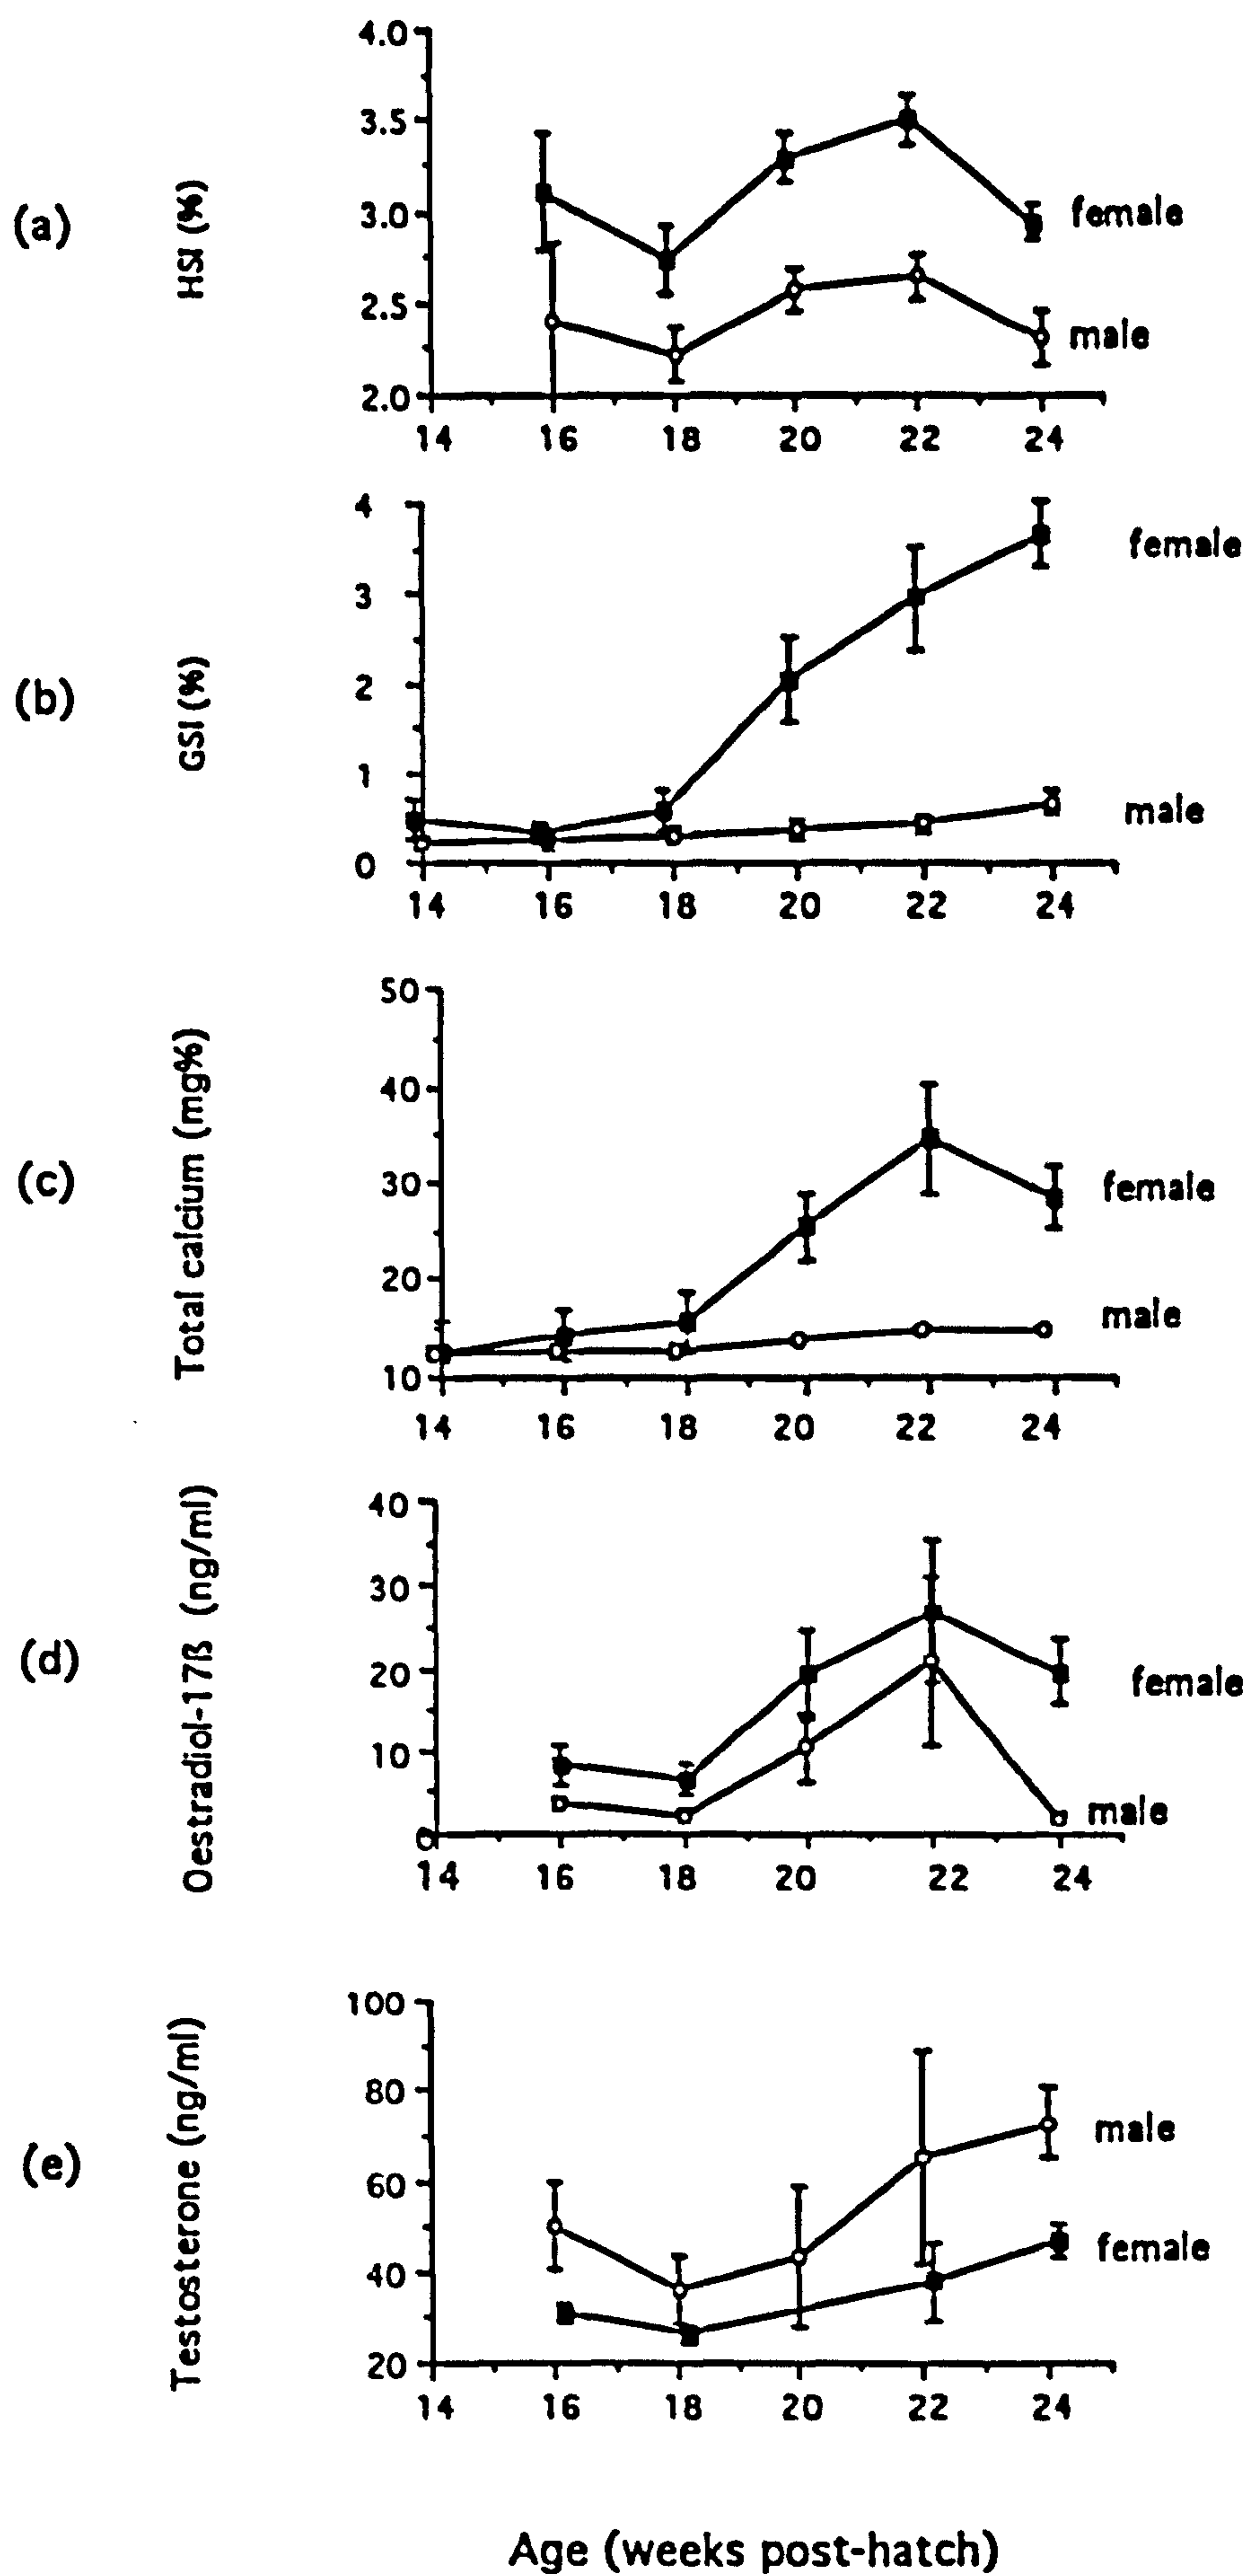 (a)
HSI (%)
4.0
3.5
3.0
2.5
2.0
female
male
14 16 18 20 22 24
(b)
GSI (%)
4
3
2
1
0
female
male
14 16 18 20 22 24
(c)
Total calcium (mg%)
50
40
30
20
10
female
male
14 16 18 20 22 24
(d)
Oestradiol-17ß (ng/ml)
40
30
20
10
0
female
male
14 16 18 20 22 24
(e)
Testosterone (ng/ml)
100
80
60
40
20
male
female
14 16 18 20 22 24
Age (weeks post-hatch)